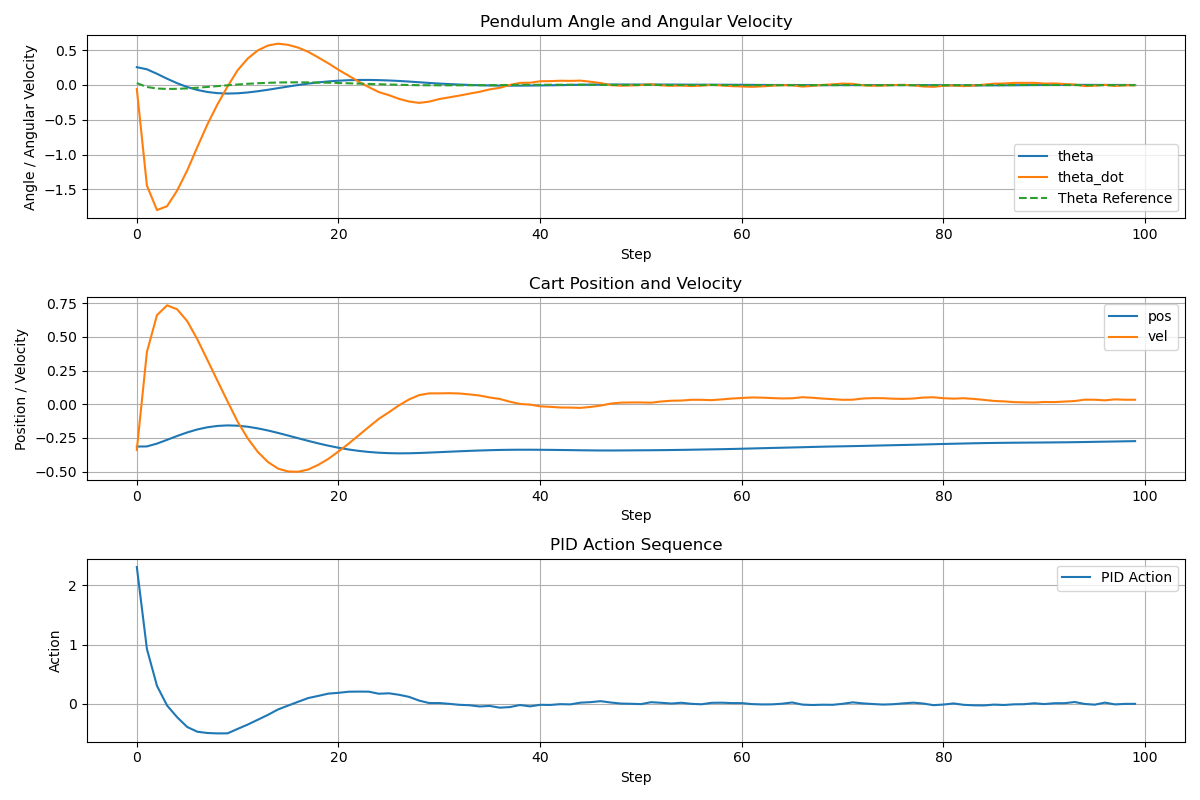 Pendulum Angle and Angular Velocity
Angle / Angular Velocity
0.5
0.0
−0.5
−1.0
−1.5
theta
theta_dot
Theta Reference
0 20 40 60 80 100
Step
Cart Position and Velocity
Position / Velocity
0.75
0.50
0.25
0.00
−0.25
−0.50
pos
vel
0 20 40 60 80 100
Step
PID Action Sequence
Action
2
1
0
PID Action
0 20 40 60 80 100
Step